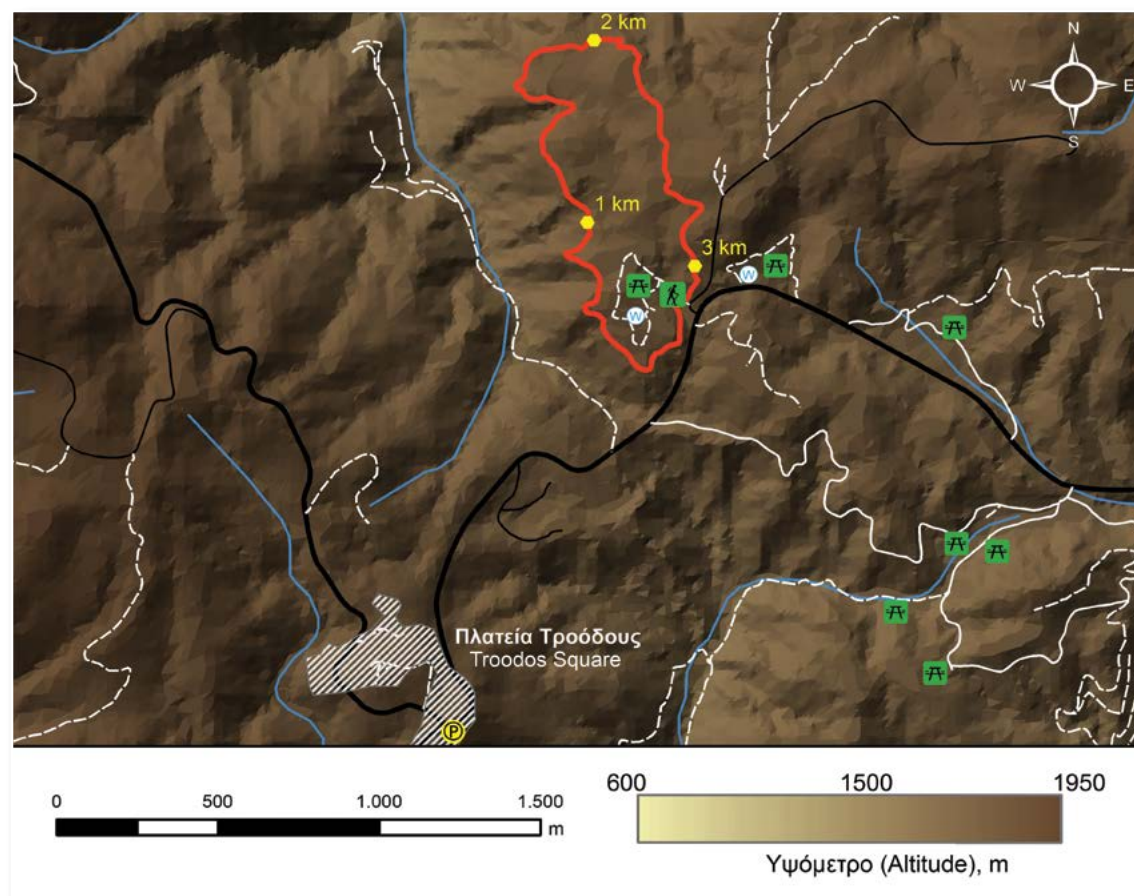 2 km
N
W E
S
1 km
3 km
W
W
Πλατεία Τροόδους
Troodos Square
P
0 500 1.000 1.500
m
600 1500 1950
Υψόμετρο (Altitude), m